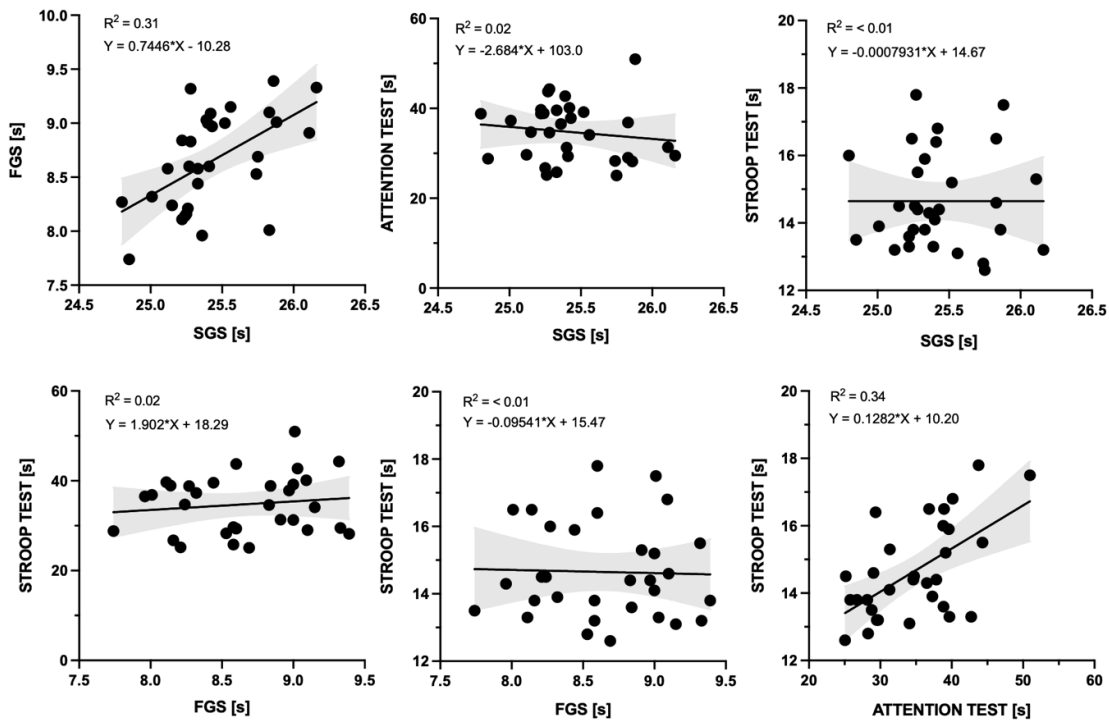 R² = 0.31
Y = 0.7446*X - 10.28
10.0
9.5
9.0
8.5
8.0
7.5
FGS [s]
24.5 25.0 25.5 26.0 26.5
SGS [s]
R² = 0.02
Y = -2.684*X + 103.0
60
40
20
0
ATTENTION TEST [s]
24.5 25.0 25.5 26.0 26.5
SGS [s]
R² = < 0.01
Y = -0.0007931*X + 14.67
20
18
16
14
12
STROOP TEST [s]
24.5 25.0 25.5 26.0 26.5
SGS [s]
R² = 0.02
Y = 1.902*X + 18.29
60
40
20
0
STROOP TEST [s]
7.5 8.0 8.5 9.0 9.5
FGS [s]
R² = < 0.01
Y = -0.09541*X + 15.47
20
18
16
14
12
STROOP TEST [s]
7.5 8.0 8.5 9.0 9.5
FGS [s]
R² = 0.34
Y = 0.1282*X + 10.20
20
18
16
14
12
STROOP TEST [s]
20 30 40 50 60
ATTENTION TEST [s]